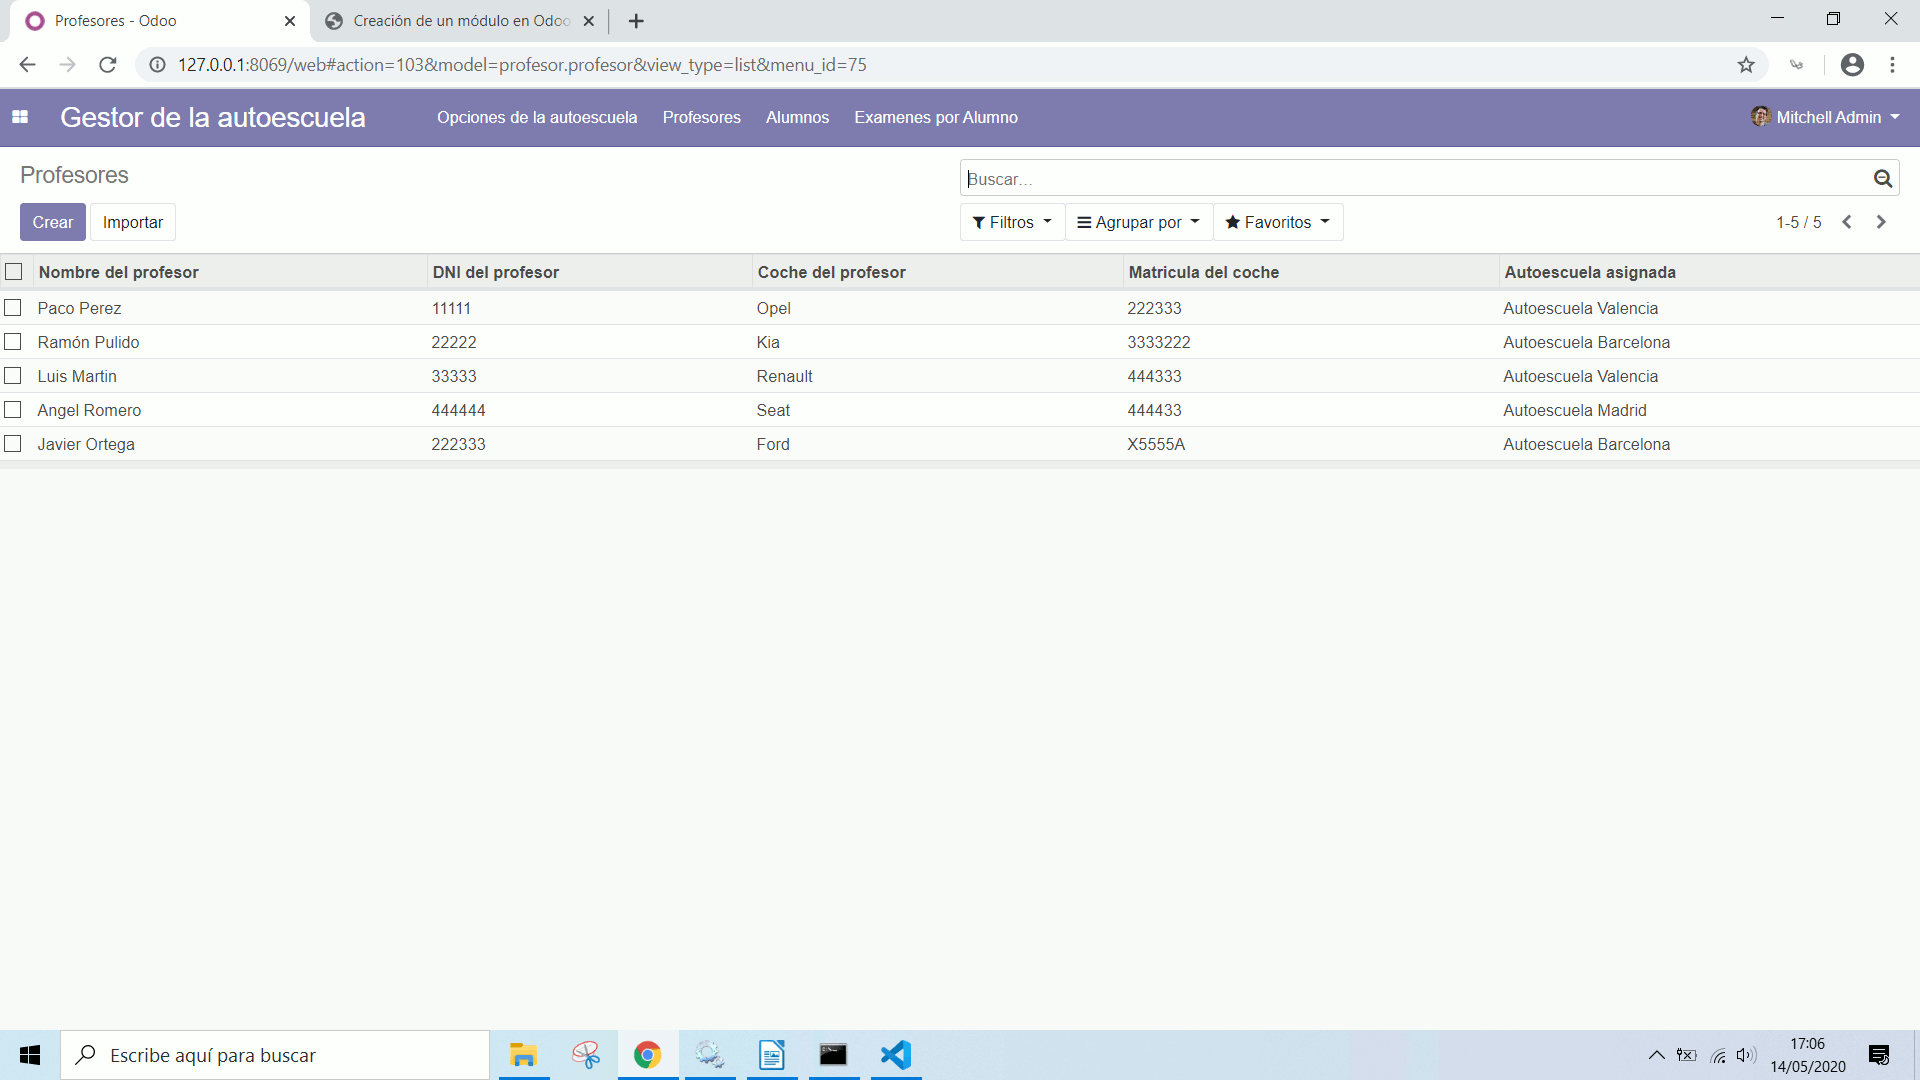 Profesores - Odoo
Creación de un módulo en Odoo
127.0.0.1:8069/web#action=103&model=profesor.profesor&view_type=list&menu_id=75
Gestor de la autoescuela
Opciones de la autoescuela Profesores Alumnos Examenes por Alumno
Mitchell Admin
Profesores
Buscar...
Crear Importar
Filtros Agrupar por Favoritos
1-5 / 5
Nombre del profesor DNI del profesor Coche del profesor Matricula del coche Autoescuela asignada
Paco Perez 11111 Opel 222333 Autoescuela Valencia
Ramón Pulido 22222 Kia 3333222 Autoescuela Barcelona
Luis Martin 33333 Renault 444333 Autoescuela Valencia
Angel Romero 444444 Seat 444433 Autoescuela Madrid
Javier Ortega 222333 Ford X5555A Autoescuela Barcelona
Escribe aquí para buscar
17:06
14/05/2020